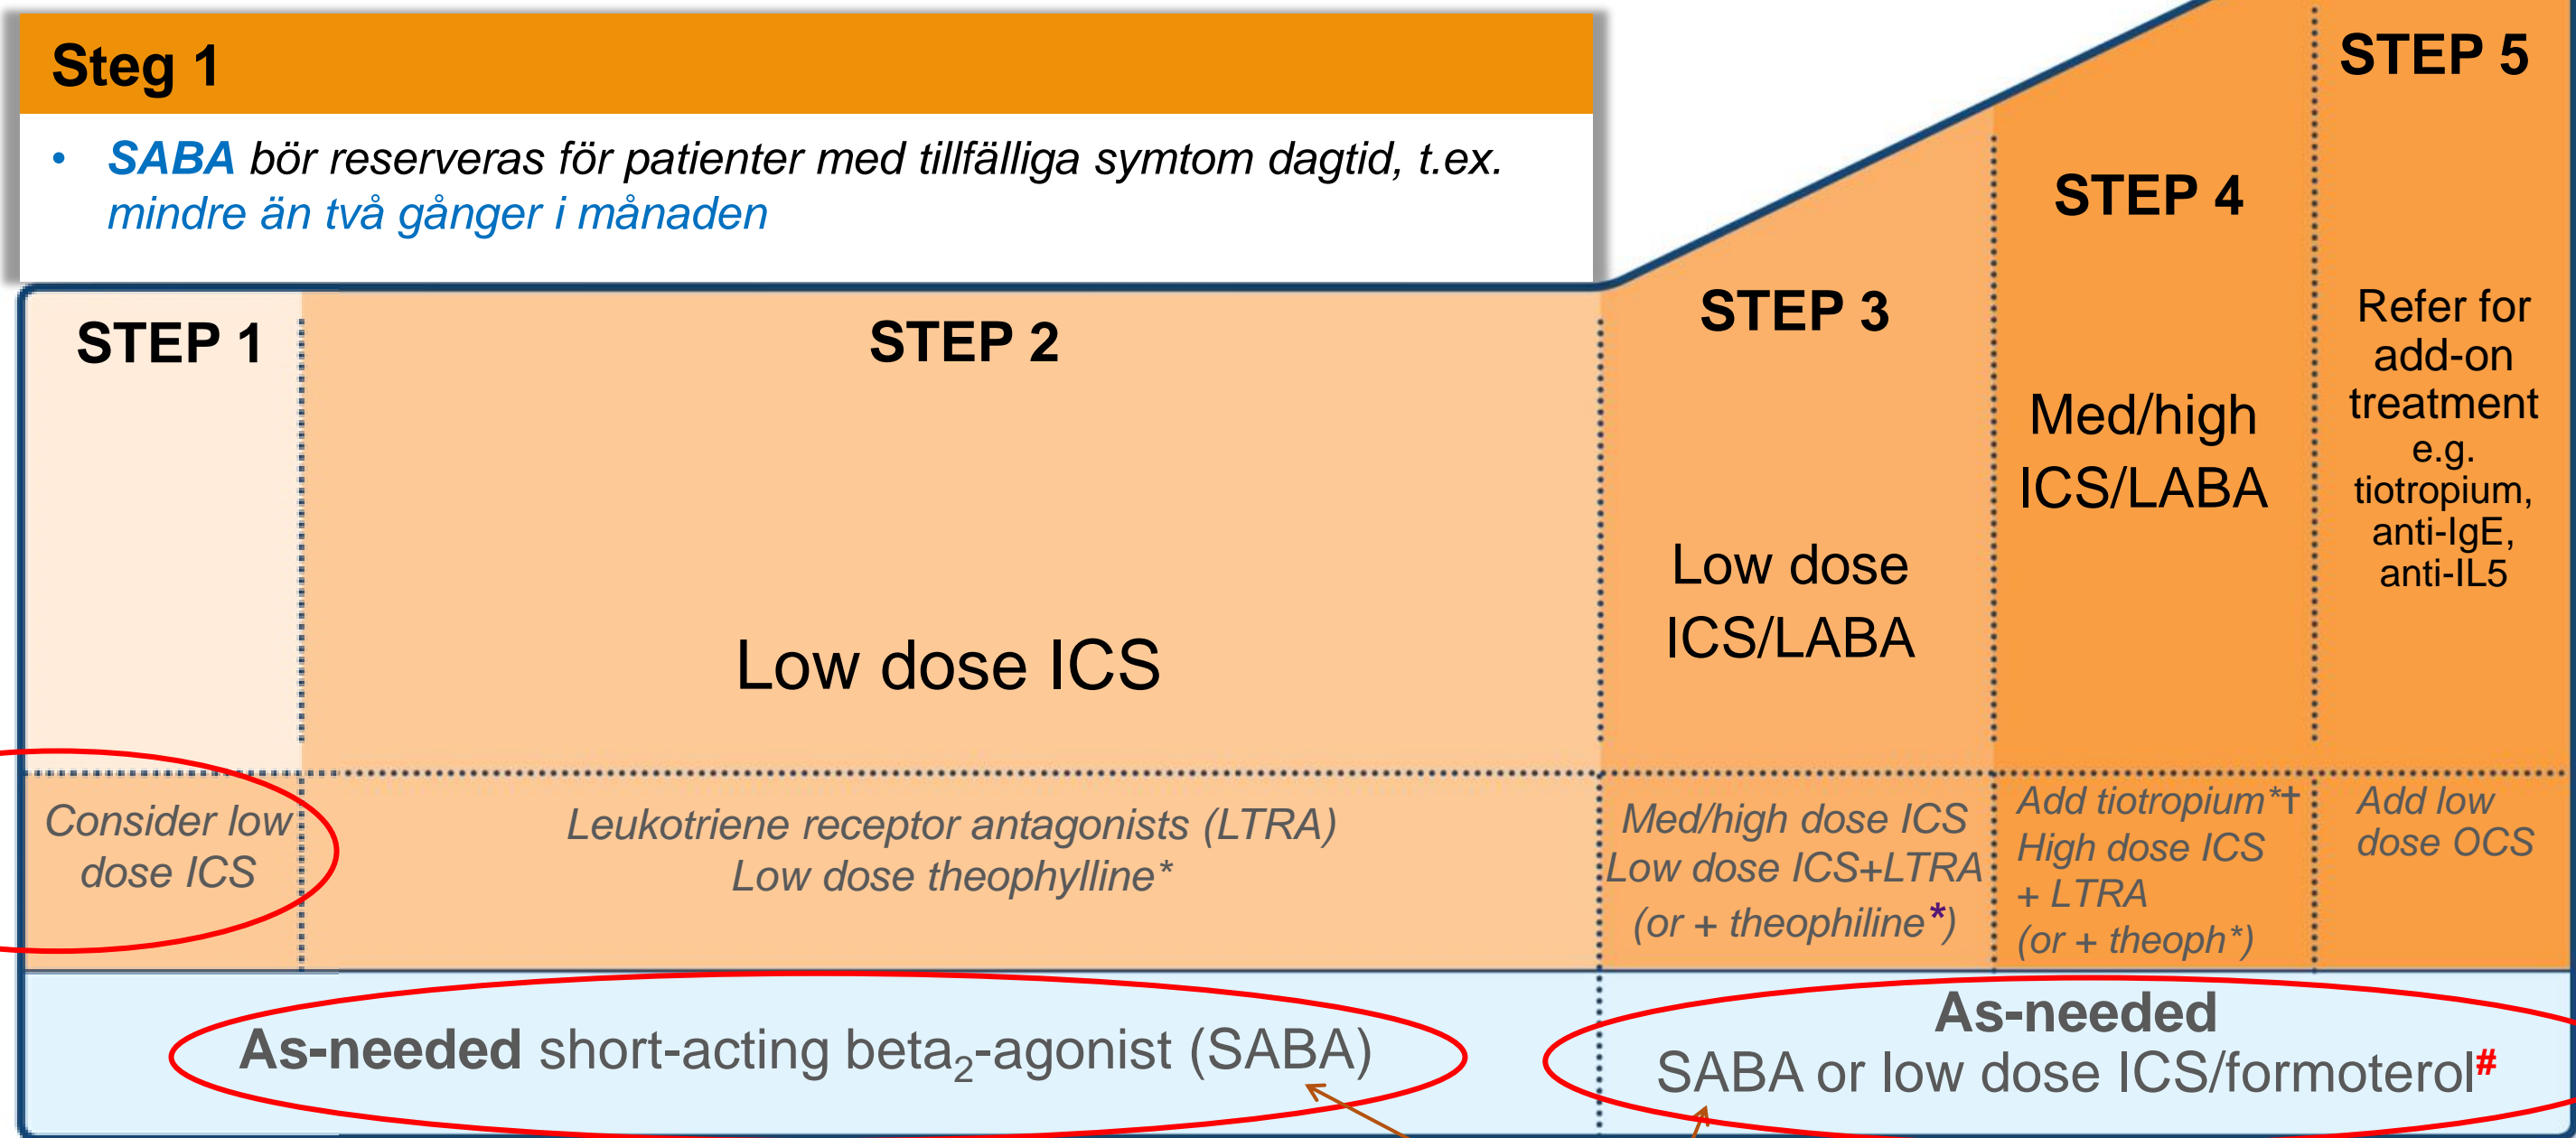 Steg 1
• SABA bör reserveras för patienter med tillfälliga symtom dagtid, t.ex.
mindre än två gånger i månaden
STEP 1
STEP 2
STEP 3
STEP 4
STEP 5
Low dose ICS
Low dose
ICS/LABA
Med/high
ICS/LABA
Refer for
add-on
treatment
e.g.
tiotropium,
anti-IgE,
anti-IL5
Consider low
dose ICS
Leukotriene receptor antagonists (LTRA)
Low dose theophylline*
Med/high dose ICS
Low dose ICS+LTRA
(or + theophiline*)
Add tiotropium*†
High dose ICS
+ LTRA
(or + theoph*)
Add low
dose OCS
As-needed short-acting beta₂-agonist (SABA)
As-needed
SABA or low dose ICS/formoterol#